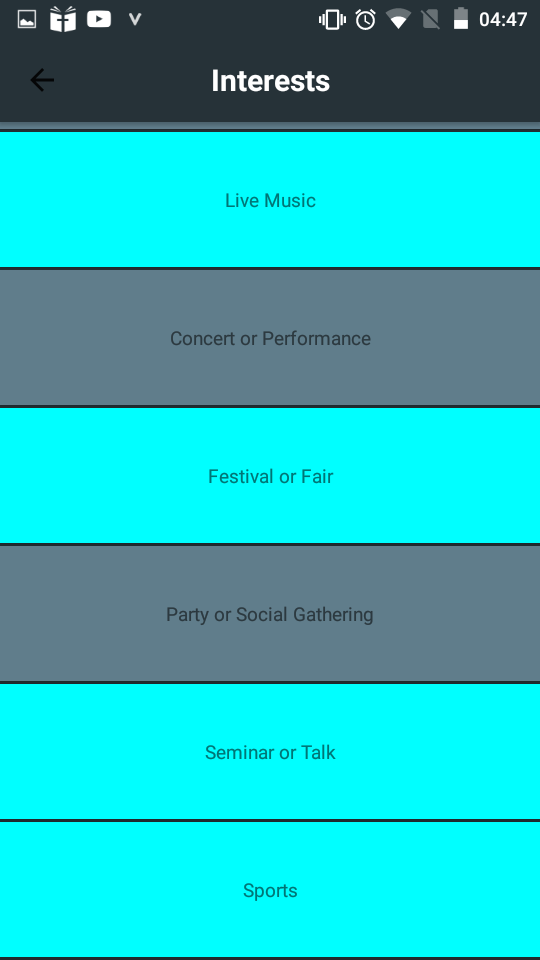 04:47
Interests
Live Music
Concert or Performance
Festival or Fair
Party or Social Gathering
Seminar or Talk
Sports